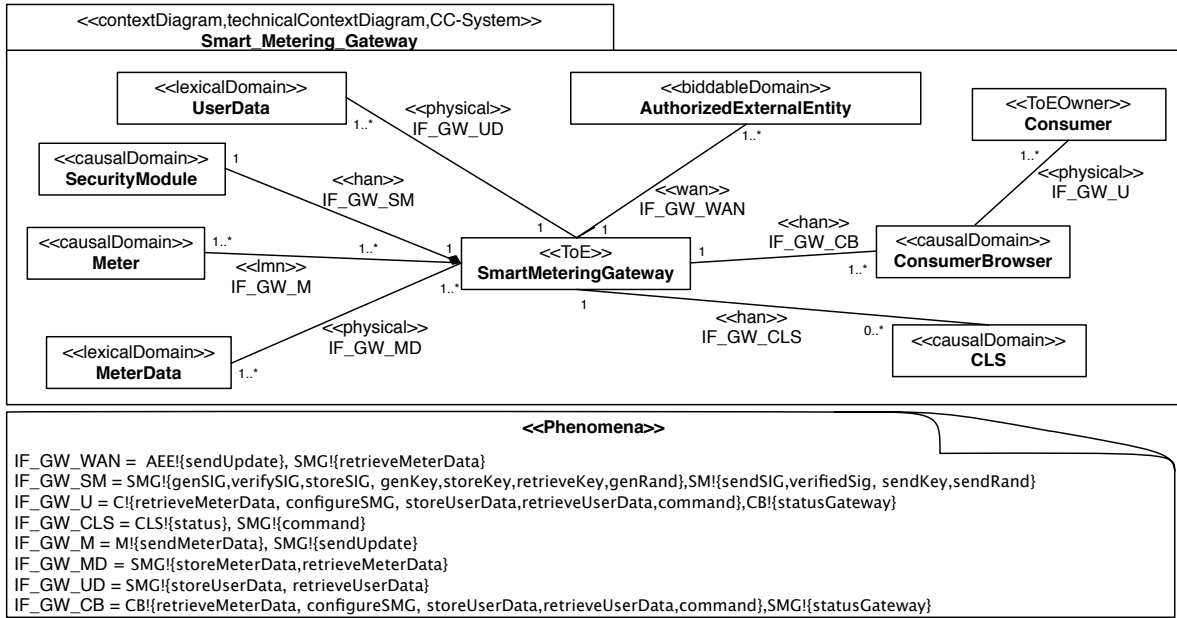 <<contextDiagram,technicalContextDiagram,CC-System>>
Smart_Metering_Gateway
<<lexicalDomain>>
UserData
1..*
<<physical>>
IF_GW_UD
<<biddableDomain>>
AuthorizedExternalEntity
1..*
<<ToEOwner>>
Consumer
1..*
<<physical>>
IF_GW_U
<<causalDomain>>
SecurityModule
1
<<han>>
IF_GW_SM
<<wan>>
IF_GW_WAN
<<causalDomain>>
Meter
1..*
1..*
1
<<lmn>>
IF_GW_M
1
1
<<ToE>>
SmartMeteringGateway
1
<<han>>
IF_GW_CB
1..*
<<causalDomain>>
ConsumerBrowser
1..*
<<physical>>
IF_GW_MD
1
<<han>>
IF_GW_CLS
0..*
<<lexicalDomain>>
MeterData
1..*
<<causalDomain>>
CLS
<<Phenomena>>
IF_GW_WAN = AEE!{sendUpdate}, SMG!{retrieveMeterData}
IF_GW_SM = SMG!{genSIG,verifySIG,storeSIG, genKey,storeKey,retrieveKey,genRand},SM!{sendSIG,verifiedSig, sendKey,sendRand}
IF_GW_U = C!{retrieveMeterData, configureSMG, storeUserData,retrieveUserData,command},CB!{statusGateway}
IF_GW_CLS = CLS!{status}, SMG!{command}
IF_GW_M = M!{sendMeterData}, SMG!{sendUpdate}
IF_GW_MD = SMG!{storeMeterData,retrieveMeterData}
IF_GW_UD = SMG!{storeUserData, retrieveUserData}
IF_GW_CB = CB!{retrieveMeterData, configureSMG, storeUserData,retrieveUserData,command},SMG!{statusGateway}